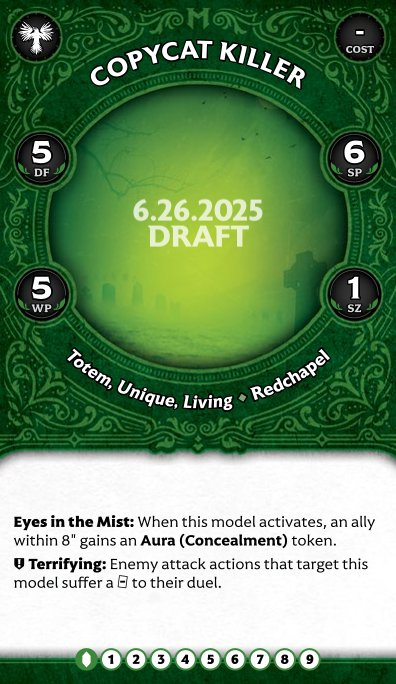 COPYCAT KILLER
-
COST
5
DF
6
SP
6.26.2025
DRAFT
5
WP
1
SZ
Totem, Unique, Living ⬥ Redchapel
Eyes in the Mist: When this model activates, an ally
within 8" gains an Aura (Concealment) token.
Terrifying: Enemy attack actions that target this
model suffer a to their duel.
1 2 3 4 5 6 7 8 9